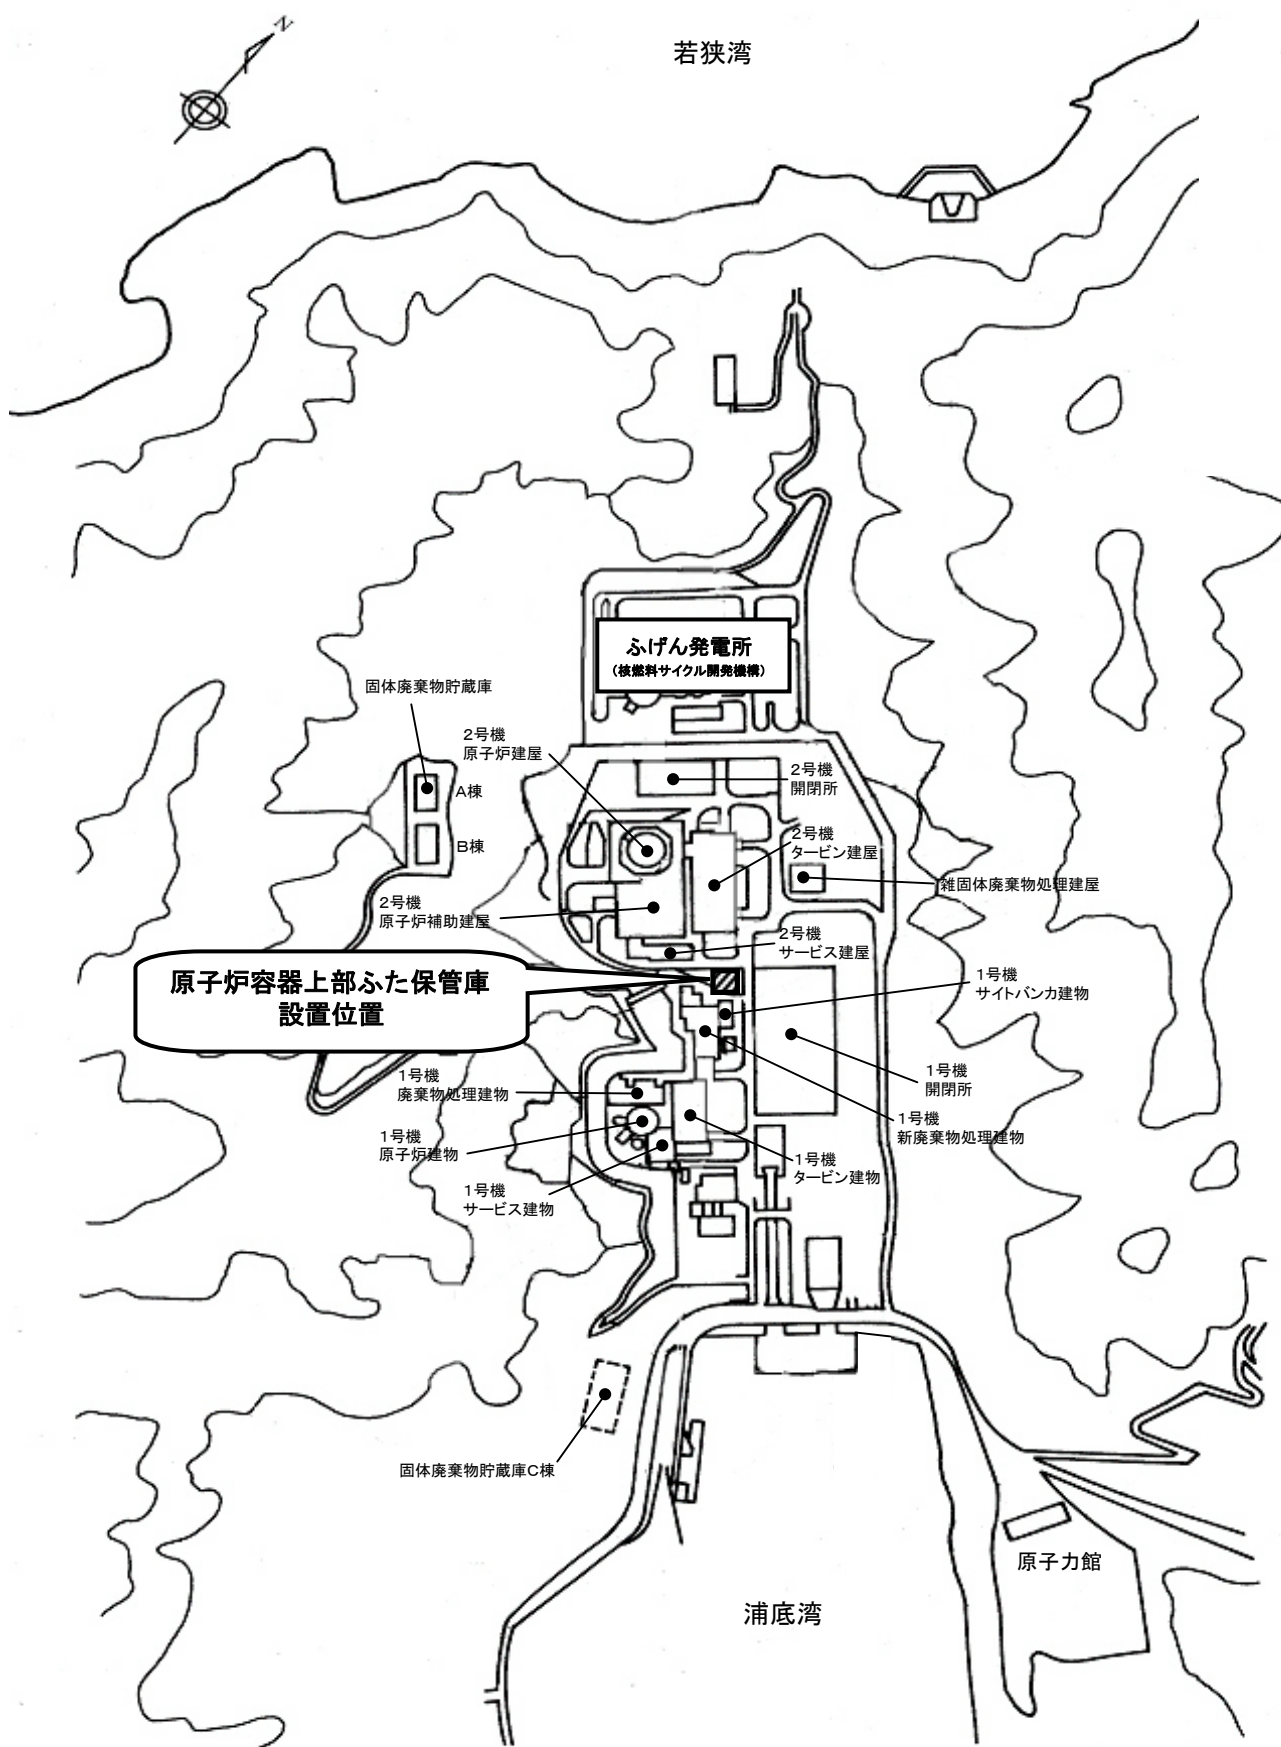 N
若狭湾
ふげん発電所
(核燃料サイクル開発機構)
固体廃棄物貯蔵庫
A棟
B棟
2号機
原子炉建屋
2号機
開閉所
2号機
タービン建屋
雑固体廃棄物処理建屋
2号機
原子炉補助建屋
2号機
サービス建屋
原子炉容器上部ふた保管庫
設置位置
1号機
サイトバンカ建物
1号機
開閉所
1号機
廃棄物処理建物
1号機
新廃棄物処理建物
1号機
原子炉建物
1号機
タービン建物
1号機
サービス建物
固体廃棄物貯蔵庫C棟
原子力館
浦底湾